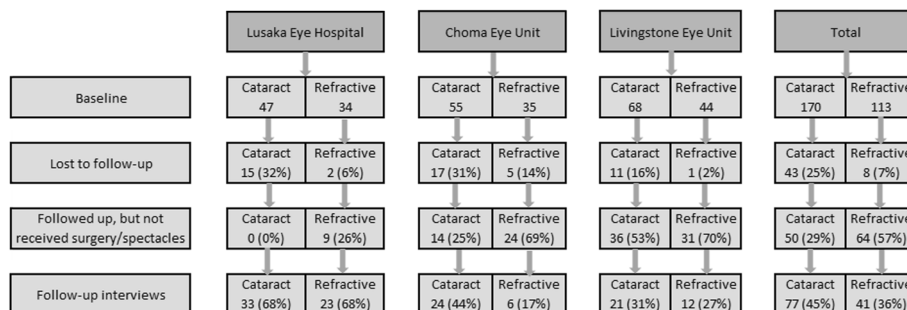 Lusaka Eye Hospital
Choma Eye Unit
Livingstone Eye Unit
Total
Baseline
Cataract
47
Refractive
34
Cataract
55
Refractive
35
Cataract
68
Refractive
44
Cataract
170
Refractive
113
Lost to follow-up
Cataract
15 (32%)
Refractive
2 (6%)
Cataract
17 (31%)
Refractive
5 (14%)
Cataract
11 (16%)
Refractive
1 (2%)
Cataract
43 (25%)
Refractive
8 (7%)
Followed up, but not
received surgery/spectacles
Cataract
0 (0%)
Refractive
9 (26%)
Cataract
14 (25%)
Refractive
24 (69%)
Cataract
36 (53%)
Refractive
31 (70%)
Cataract
50 (29%)
Refractive
64 (57%)
Follow-up interviews
Cataract
33 (68%)
Refractive
23 (68%)
Cataract
24 (44%)
Refractive
6 (17%)
Cataract
21 (31%)
Refractive
12 (27%)
Cataract
77 (45%)
Refractive
41 (36%)